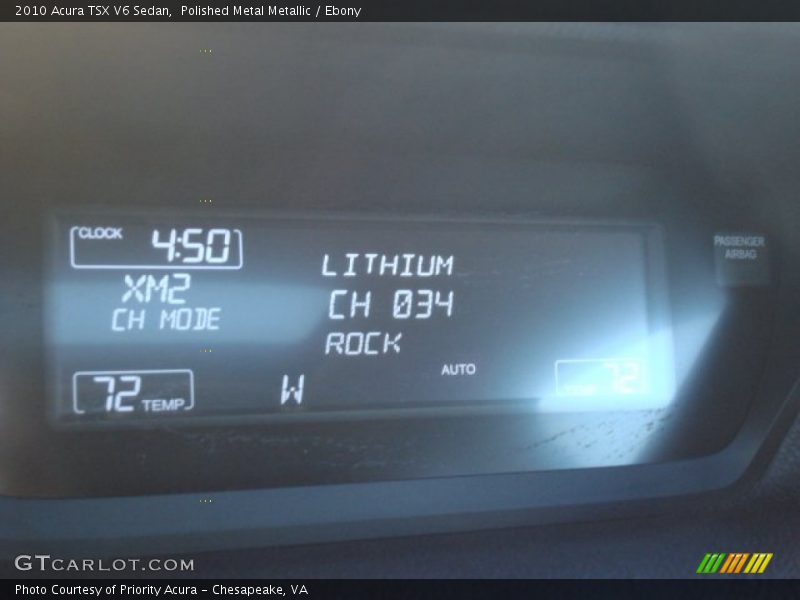 2010 Acura TSX V6 Sedan,  Polished Metal Metallic / Ebony
CLOCK 4:50
PASSENGER
AIRBAG
LITHIUM
XM2
CH 034
CH MODE
ROCK
AUTO
72 TEMP
W
72
GTCARLOT.COM
Photo Courtesy of Priority Acura - Chesapeake, VA